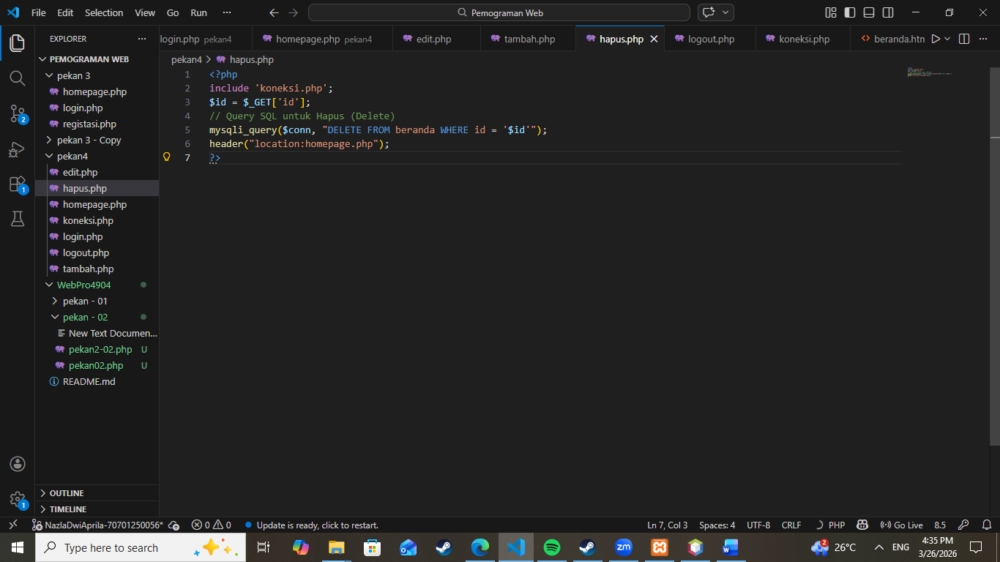 File Edit Selection View Go Run ··· Pemograman Web
EXPLORER ···
login.php pekan4 homepage.php pekan4 edit.php tambah.php hapus.php logout.php koneksi.php beranda.htn ···
PEMOGRAMAN WEB
pekan 3
homepage.php
login.php
registasi.php
pekan 3 - Copy
pekan4
edit.php
hapus.php
homepage.php
koneksi.php
login.php
logout.php
tambah.php
WebPro4904
pekan - 01
pekan - 02
New Text Documen...
pekan2-02.php U
pekan02.php U
README.md
OUTLINE
TIMELINE
2
1
1
pekan4 > hapus.php
1 <?php
2 include 'koneksi.php';
3 $id = $_GET['id'];
4 // Query SQL untuk Hapus (Delete)
5 mysqli_query($conn, "DELETE FROM beranda WHERE id = '$id'");
6 header("location:homepage.php");
7 ?>
NazlaDwiAprila-70701250056* 0 0 Update is ready, click to restart. Ln 7, Col 3 Spaces: 4 UTF-8 CRLF PHP Go Live 8.5
Type here to search zm 2 26°C ENG 4:35 PM
3/26/2026